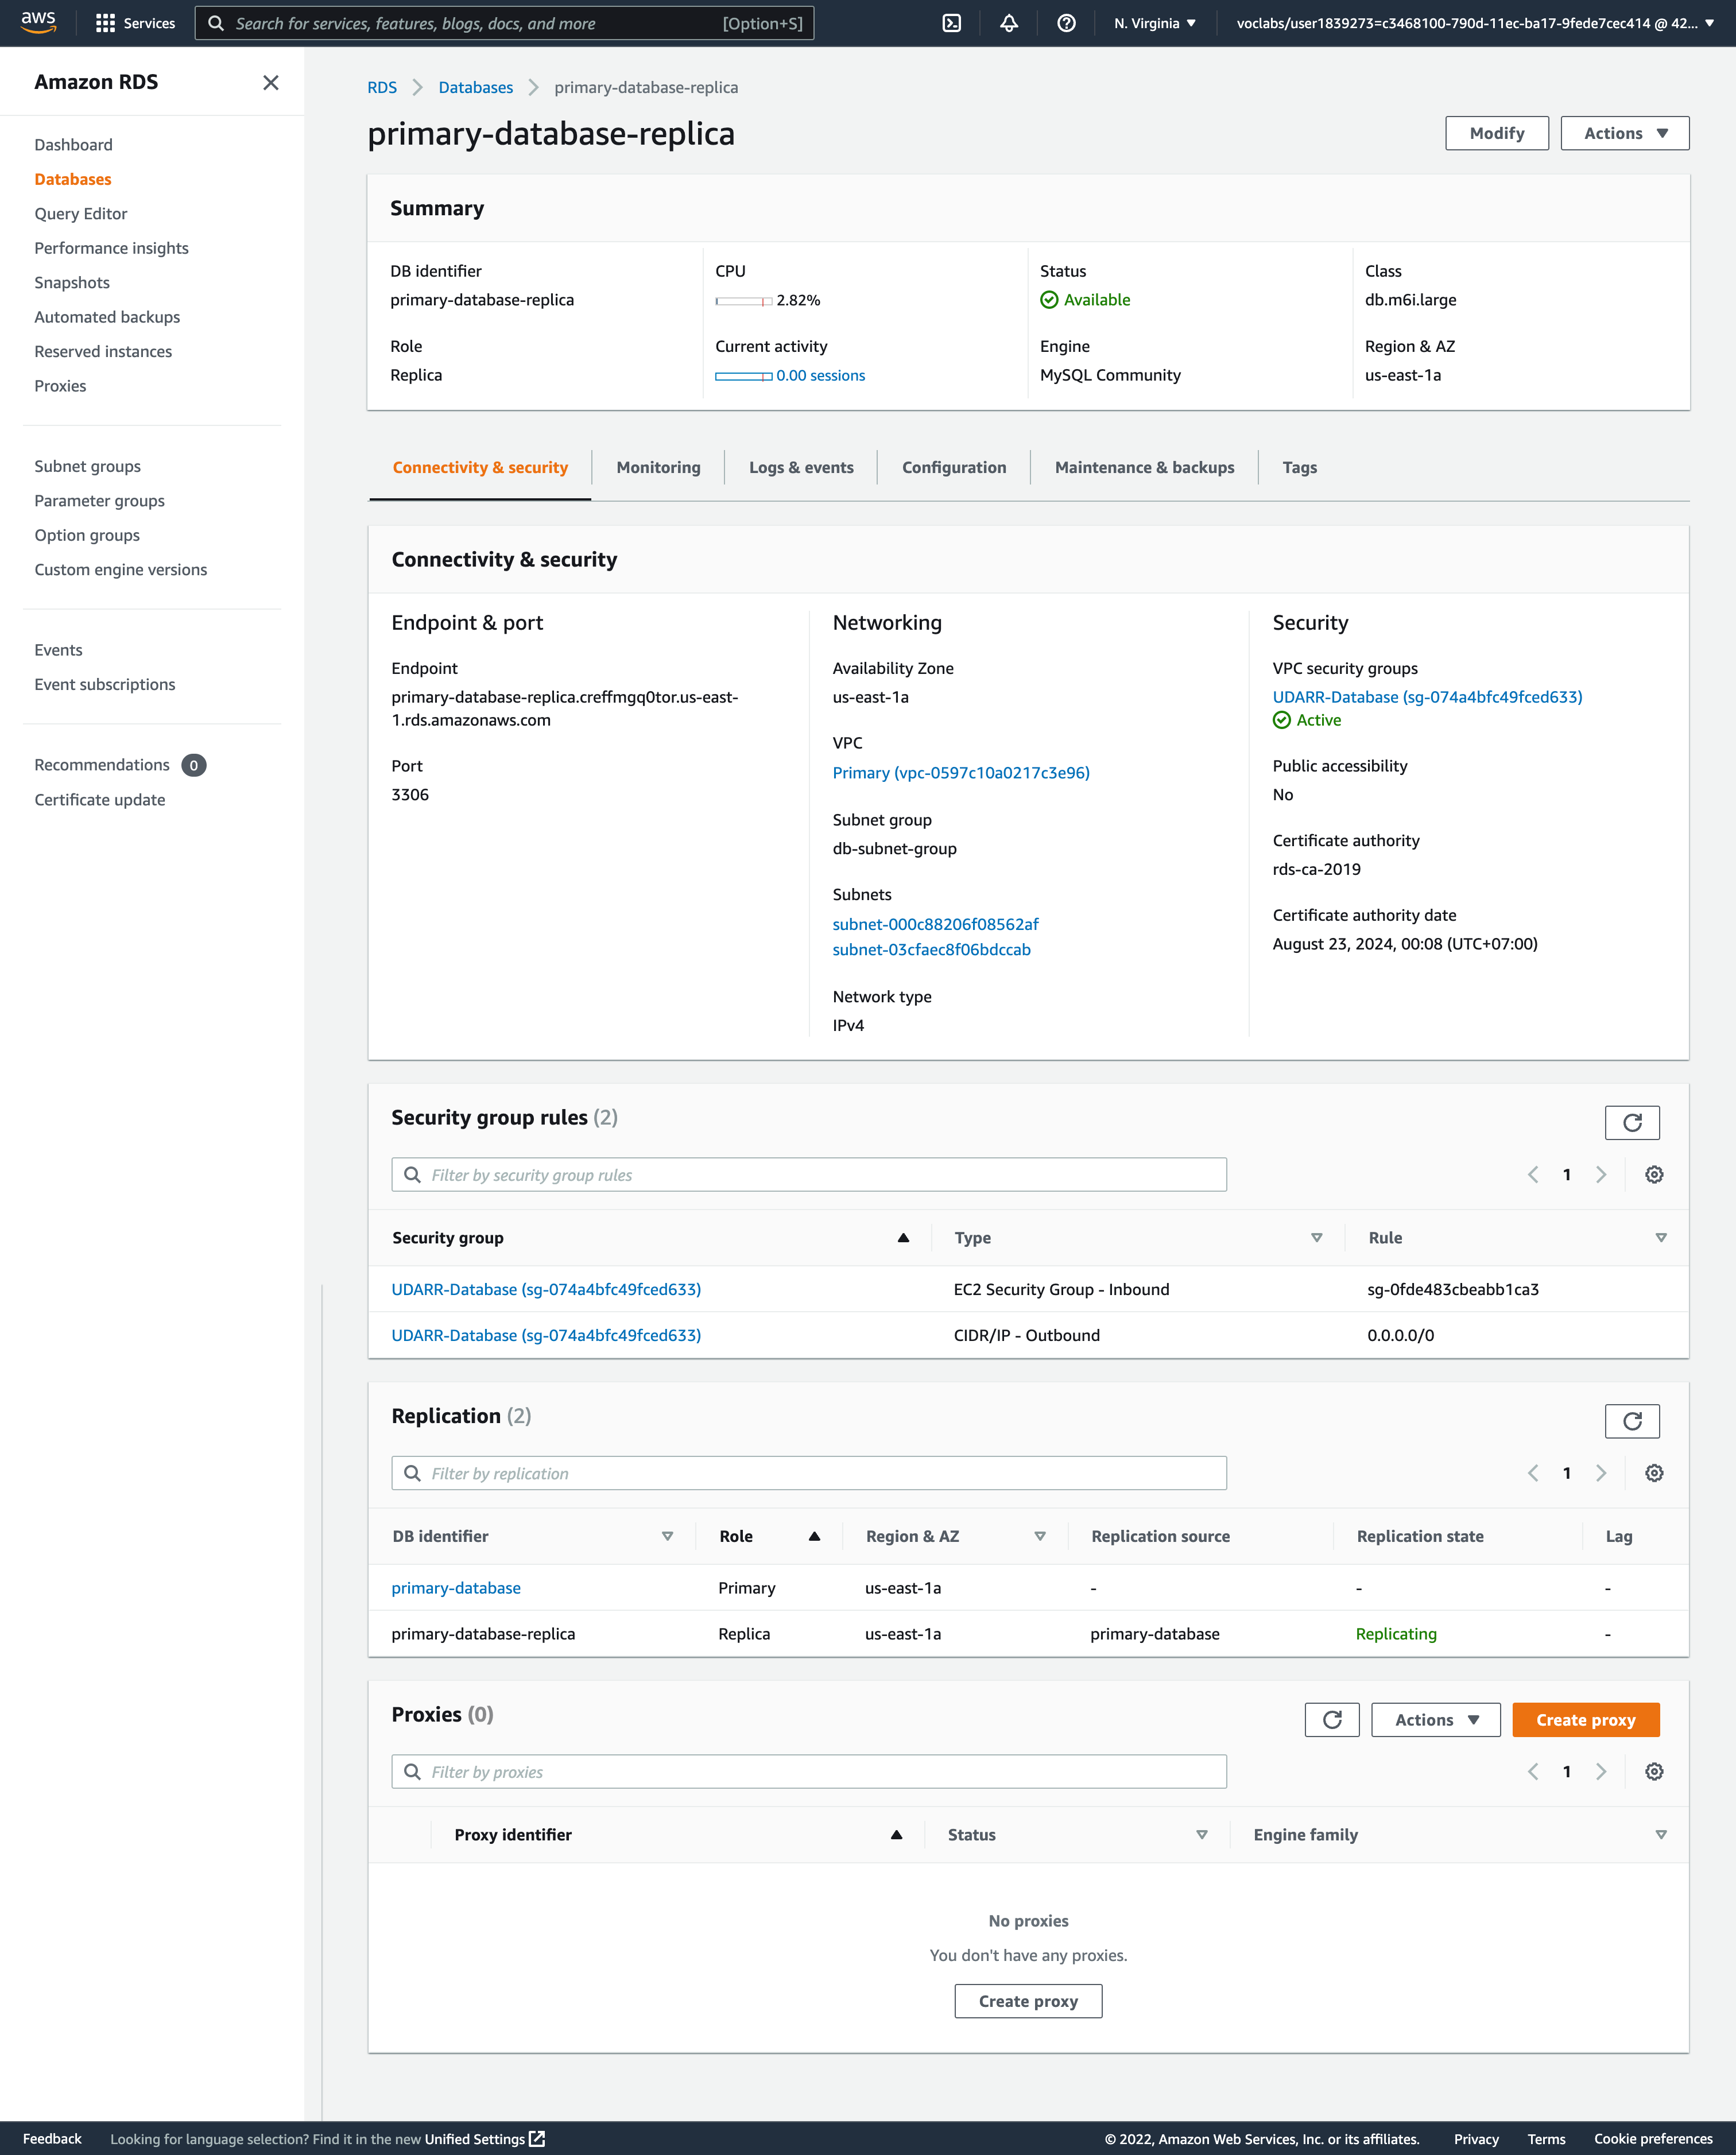 aws
Services
Search for services, features, blogs, docs, and more
[Option+S]
N. Virginia
voclabs/user1839273=c3468100-790d-11ec-ba17-9fede7cec414 @ 42...
Amazon RDS
Dashboard
Databases
Query Editor
Performance insights
Snapshots
Automated backups
Reserved instances
Proxies
Subnet groups
Parameter groups
Option groups
Custom engine versions
Events
Event subscriptions
Recommendations 0
Certificate update
RDS > Databases > primary-database-replica
primary-database-replica
Modify
Actions
Summary
DB identifier
primary-database-replica
CPU
2.82%
Status
Available
Class
db.m6i.large
Role
Replica
Current activity
0.00 sessions
Engine
MySQL Community
Region & AZ
us-east-1a
Connectivity & security
Monitoring
Logs & events
Configuration
Maintenance & backups
Tags
Connectivity & security
Endpoint & port
Endpoint
primary-database-replica.creffmgq0tor.us-east-
1.rds.amazonaws.com
Port
3306
Networking
Availability Zone
us-east-1a
VPC
Primary (vpc-0597c10a0217c3e96)
Subnet group
db-subnet-group
Subnets
subnet-000c88206f08562af
subnet-03cfaec8f06bdccab
Network type
IPv4
Security
VPC security groups
UDARR-Database (sg-074a4bfc49fced633)
Active
Public accessibility
No
Certificate authority
rds-ca-2019
Certificate authority date
August 23, 2024, 00:08 (UTC+07:00)
Security group rules (2)
Filter by security group rules
1
Security group Type Rule
UDARR-Database (sg-074a4bfc49fced633) EC2 Security Group - Inbound sg-0fde483cbeabb1ca3
UDARR-Database (sg-074a4bfc49fced633) CIDR/IP - Outbound 0.0.0.0/0
Replication (2)
Filter by replication
1
DB identifier Role Region & AZ Replication source Replication state Lag
primary-database Primary us-east-1a - - -
primary-database-replica Replica us-east-1a primary-database Replicating -
Proxies (0)
Actions
Create proxy
Filter by proxies
1
Proxy identifier Status Engine family
No proxies
You don't have any proxies.
Create proxy
Feedback
Looking for language selection? Find it in the new Unified Settings
© 2022, Amazon Web Services, Inc. or its affiliates.
Privacy
Terms
Cookie preferences